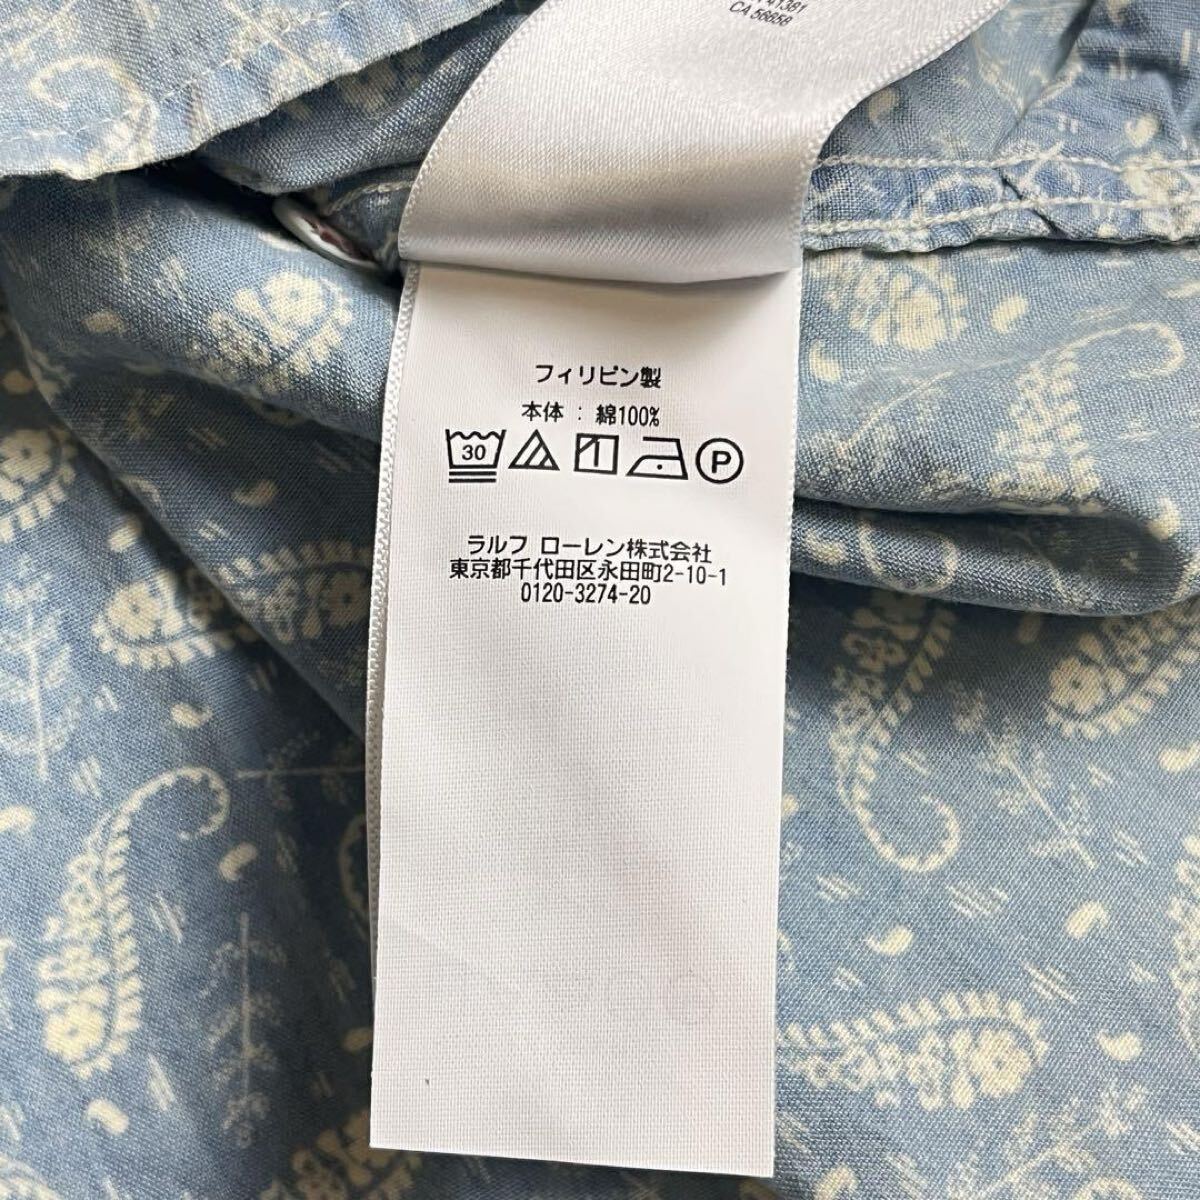 41381
CA 56658
フィリピン製
本体 : 綿100%
30 P
ラルフ ローレン株式会社
東京都千代田区永田町2-10-1
0120-3274-20